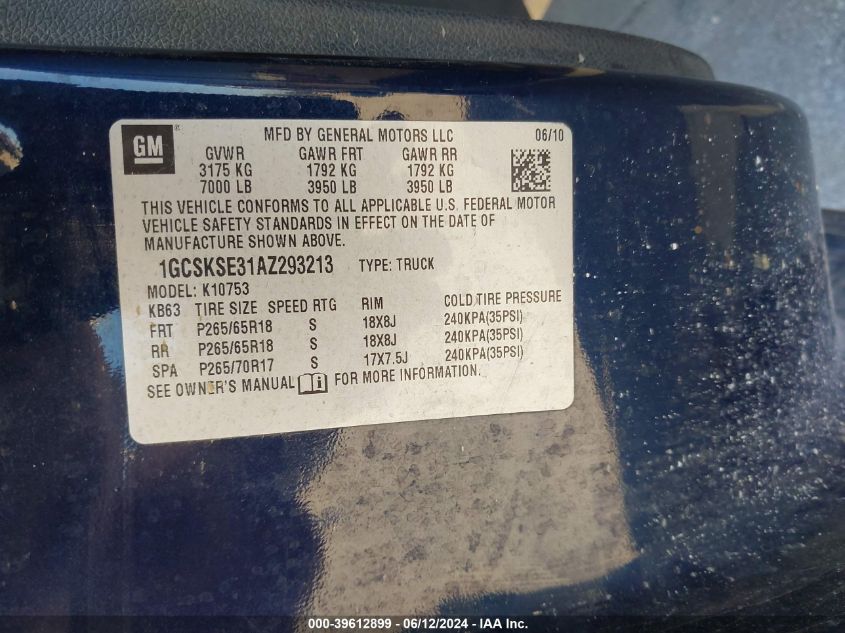 GM ® MFD BY GENERAL MOTORS LLC 06/10
GVWR GAWR FRT GAWR RR
3175 KG 1792 KG 1792 KG
7000 LB 3950 LB 3950 LB
THIS VEHICLE CONFORMS TO ALL APPLICABLE U.S. FEDERAL MOTOR
VEHICLE SAFETY STANDARDS IN EFFECT ON THE DATE OF
MANUFACTURE SHOWN ABOVE.
1GCSKSE31AZ293213 TYPE: TRUCK
MODEL: K10753
KB63 TIRE SIZE SPEED RTG RIM COLD TIRE PRESSURE
FRT P265/65R18 S 18X8J 240KPA(35PSI)
RR P265/65R18 S 18X8J 240KPA(35PSI)
SPA P265/70R17 S 17X7.5J 240KPA(35PSI)
SEE OWNER'S MANUAL i FOR MORE INFORMATION.
000-39612899 - 06/12/2024 - IAA Inc.